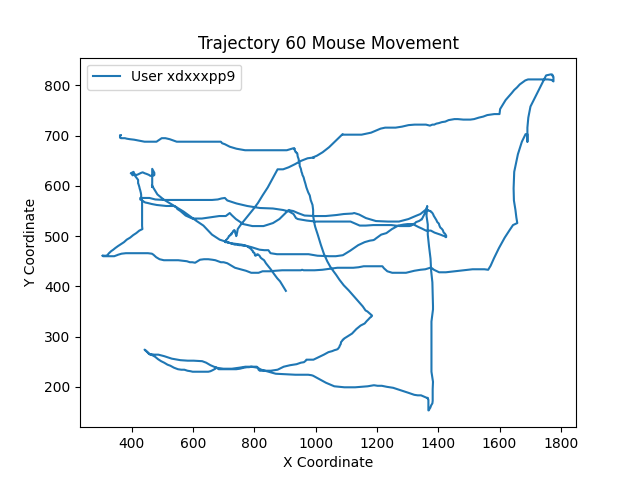 Trajectory 60 Mouse Movement
User xdxxxpp9
Y Coordinate
800
700
600
500
400
300
200
400 600 800 1000 1200 1400 1600 1800
X Coordinate